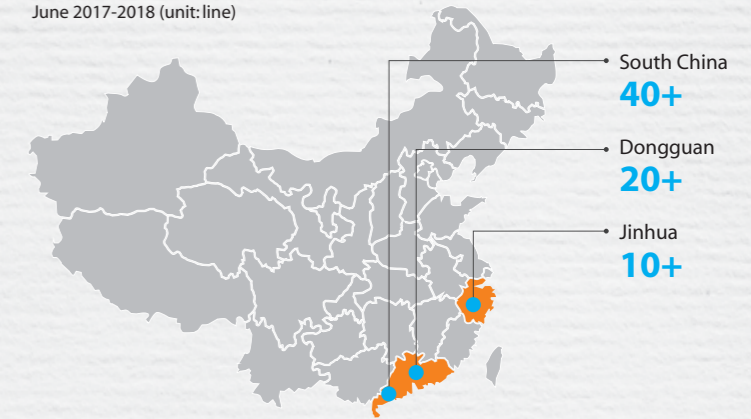 June 2017-2018 (unit: line)
South China
40+
Dongguan
20+
Jinhua
10+